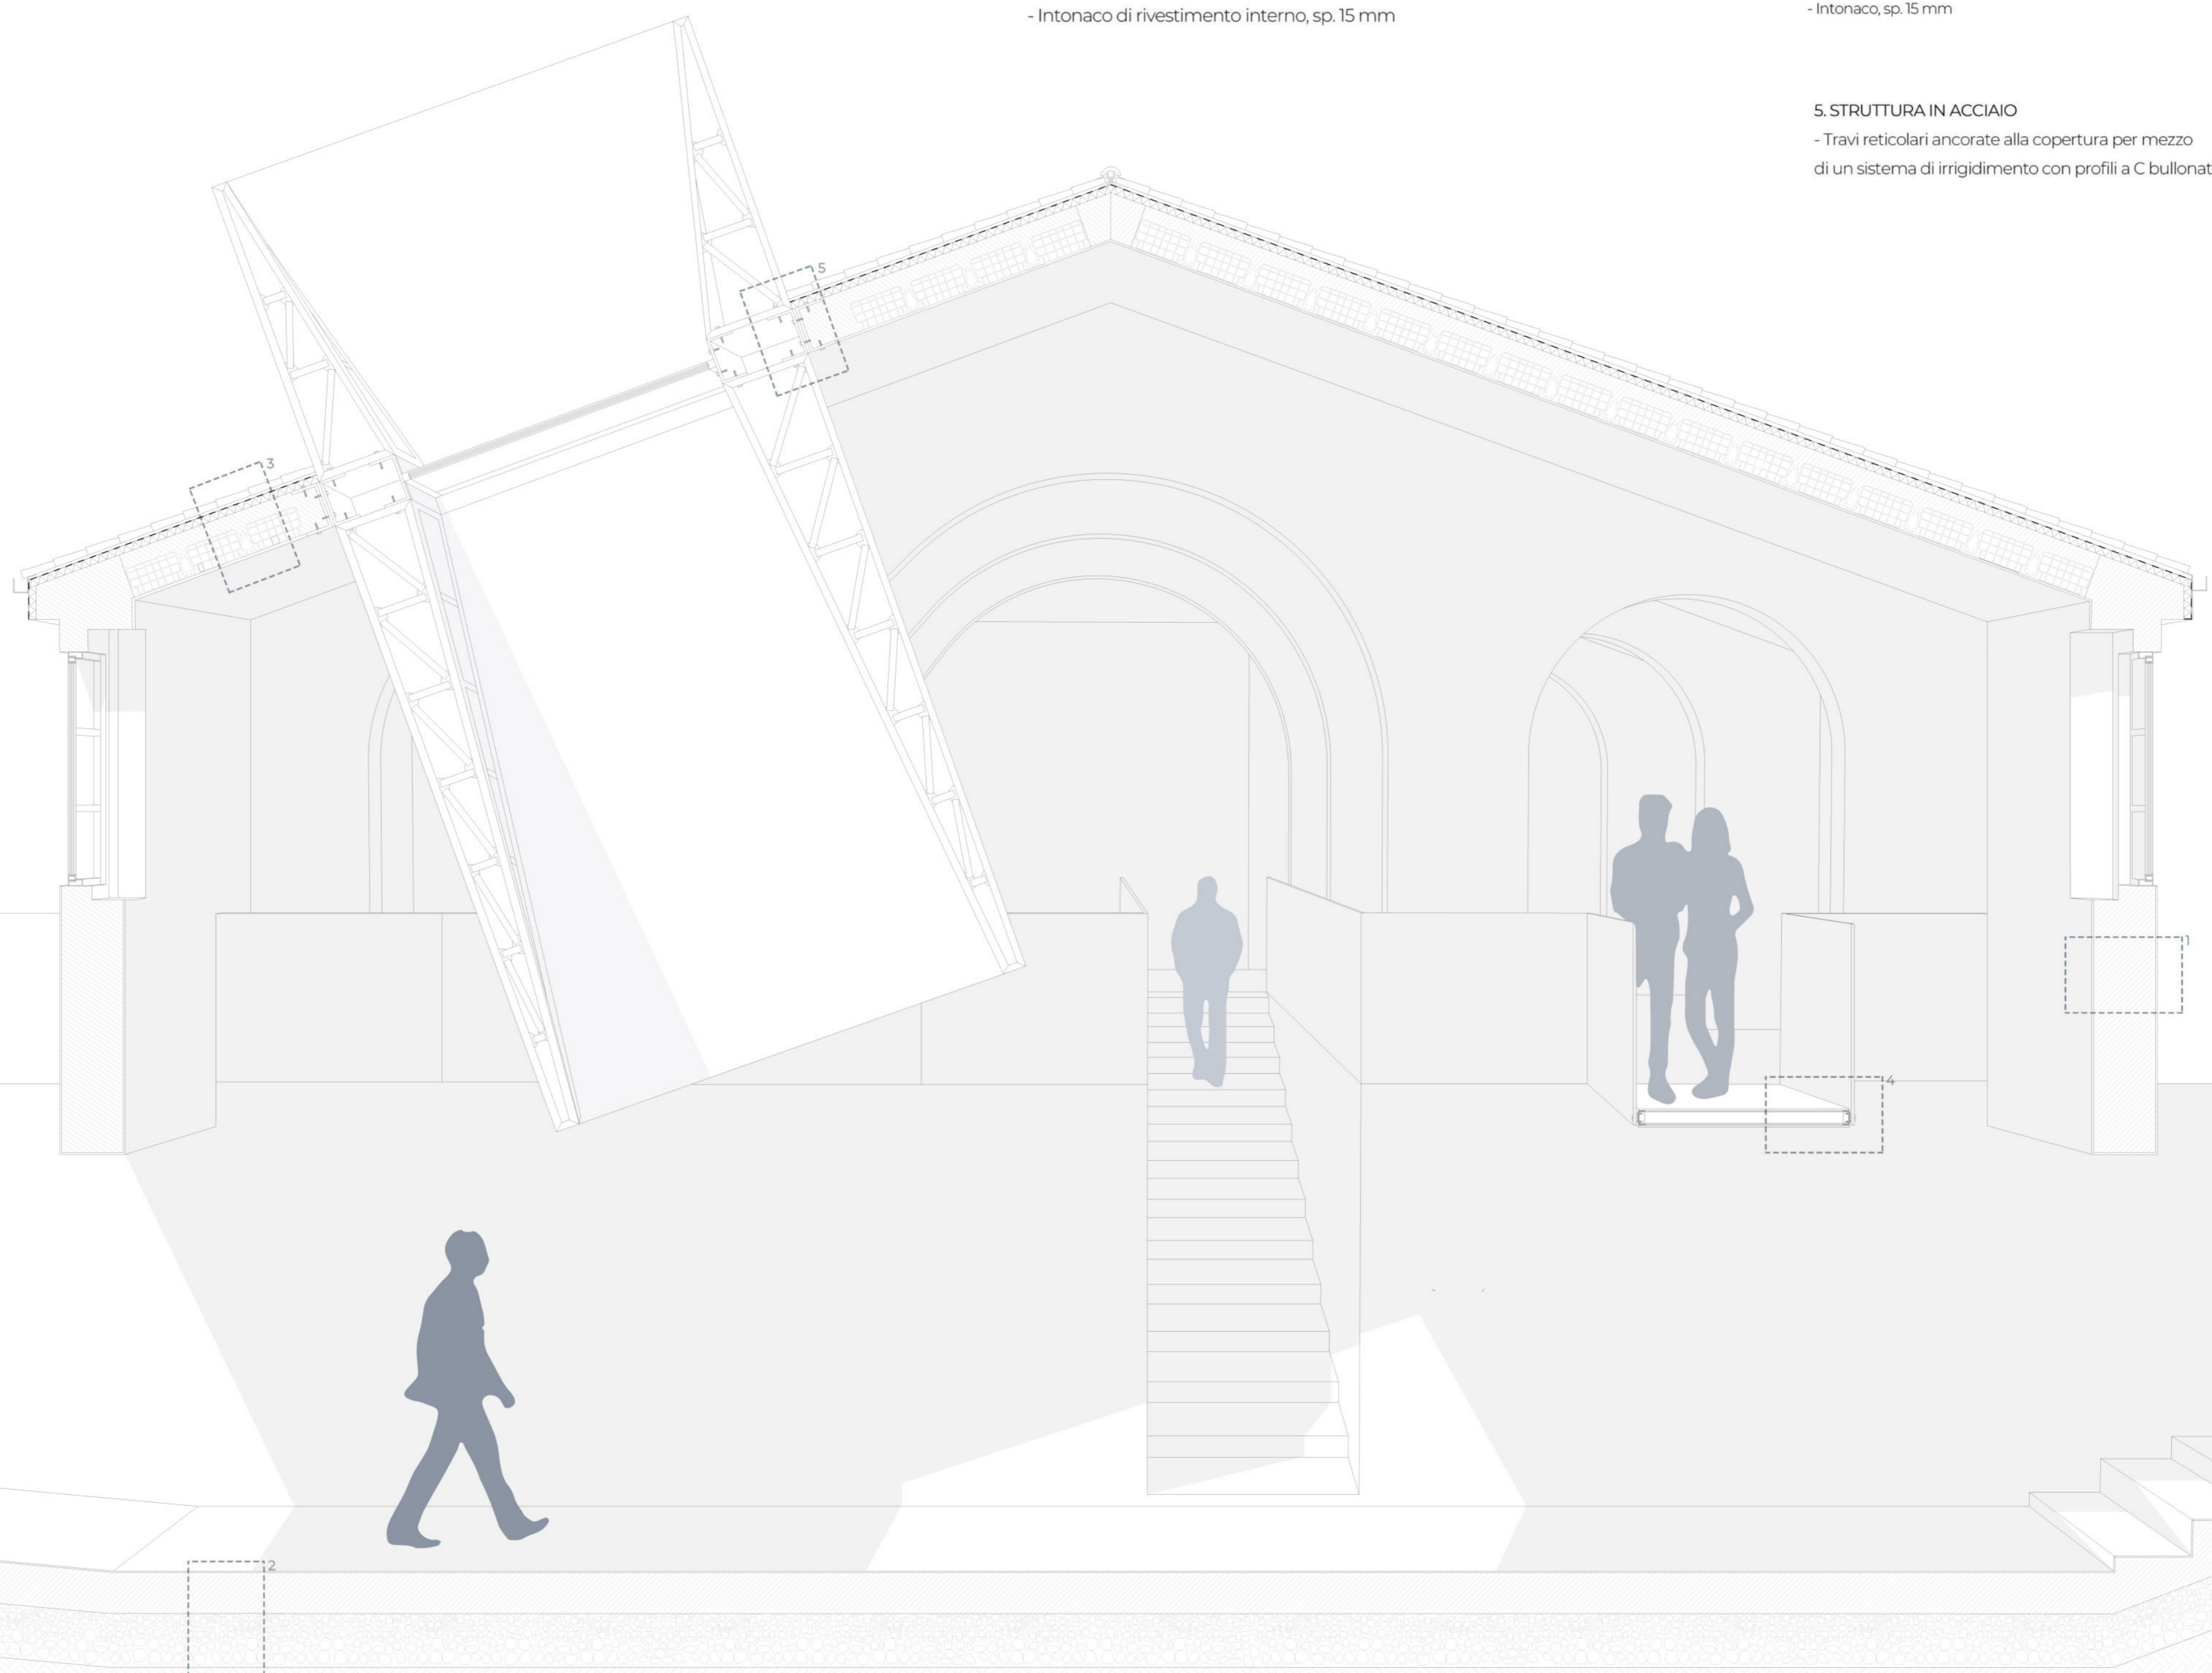 - Intonaco di rivestimento interno, sp. 15 mm
- Intonaco, sp. 15 mm
5. STRUTTURA IN ACCIAIO
- Travi reticolari ancorate alla copertura per mezzo
di un sistema di irrigidimento con profili a C bullonat
5
3
1
4
2